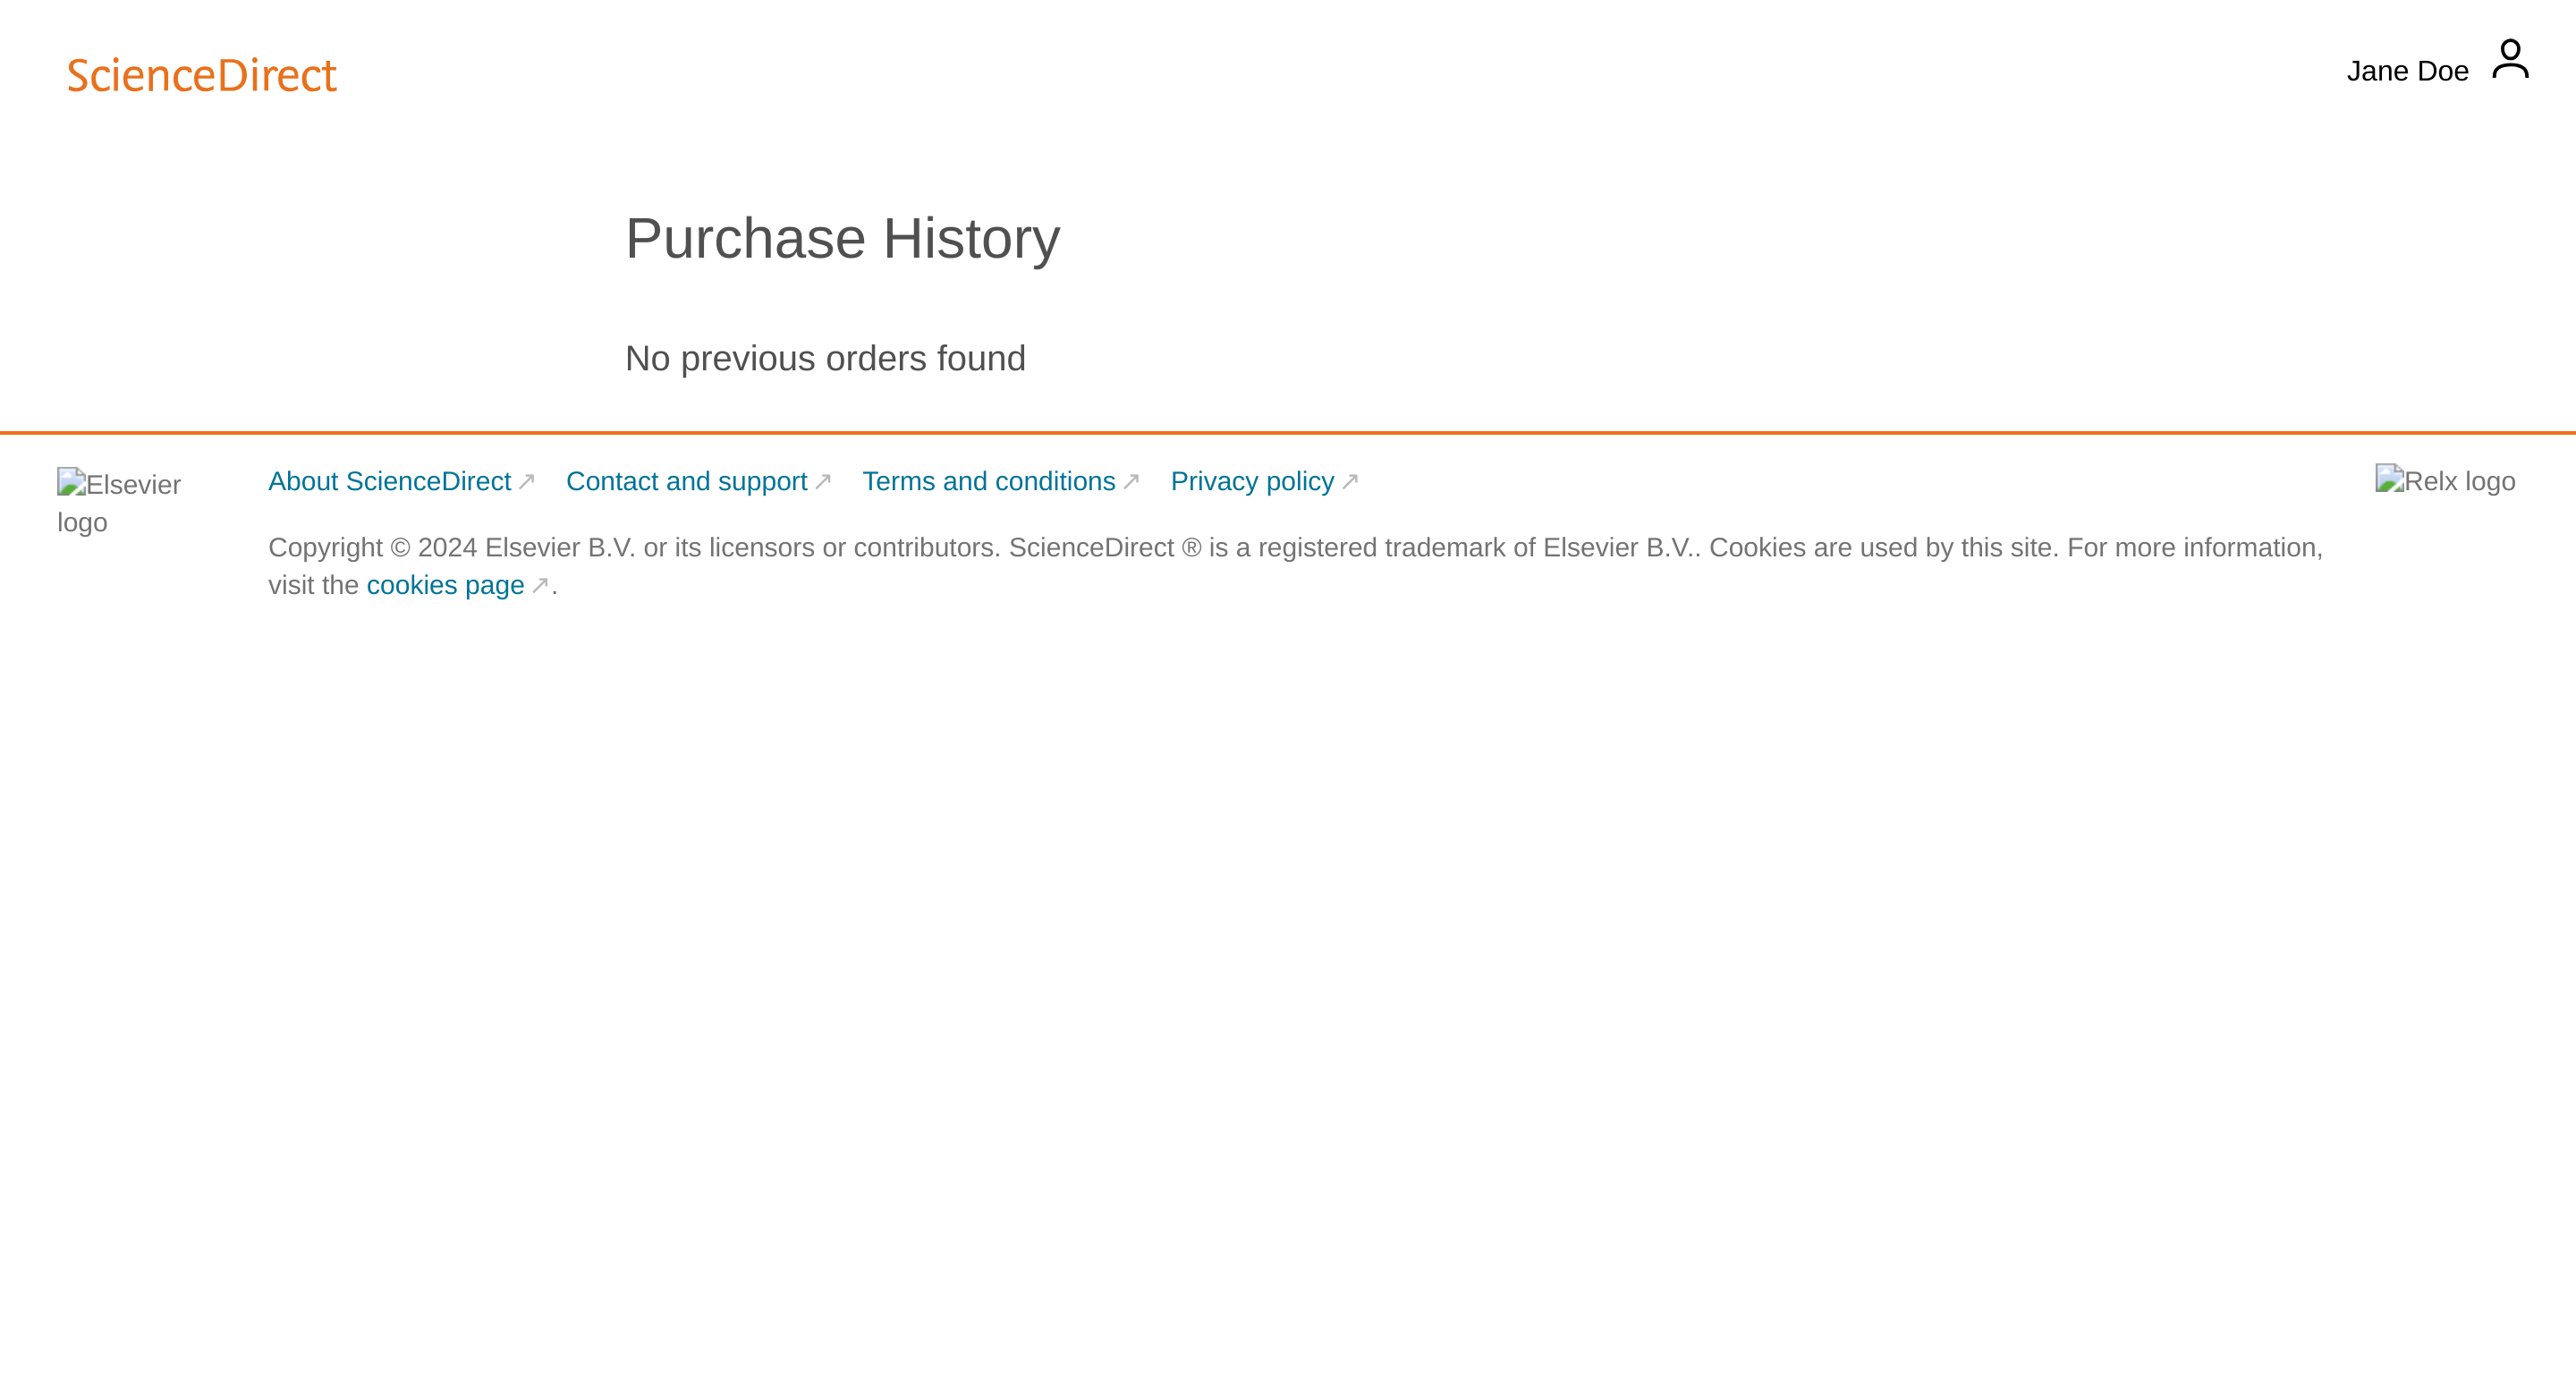 ScienceDirect
Jane Doe
Purchase History
No previous orders found
Elsevier
logo
About ScienceDirect Contact and support Terms and conditions Privacy policy
Relx logo
Copyright © 2024 Elsevier B.V. or its licensors or contributors. ScienceDirect ® is a registered trademark of Elsevier B.V.. Cookies are used by this site. For more information,
visit the cookies page .